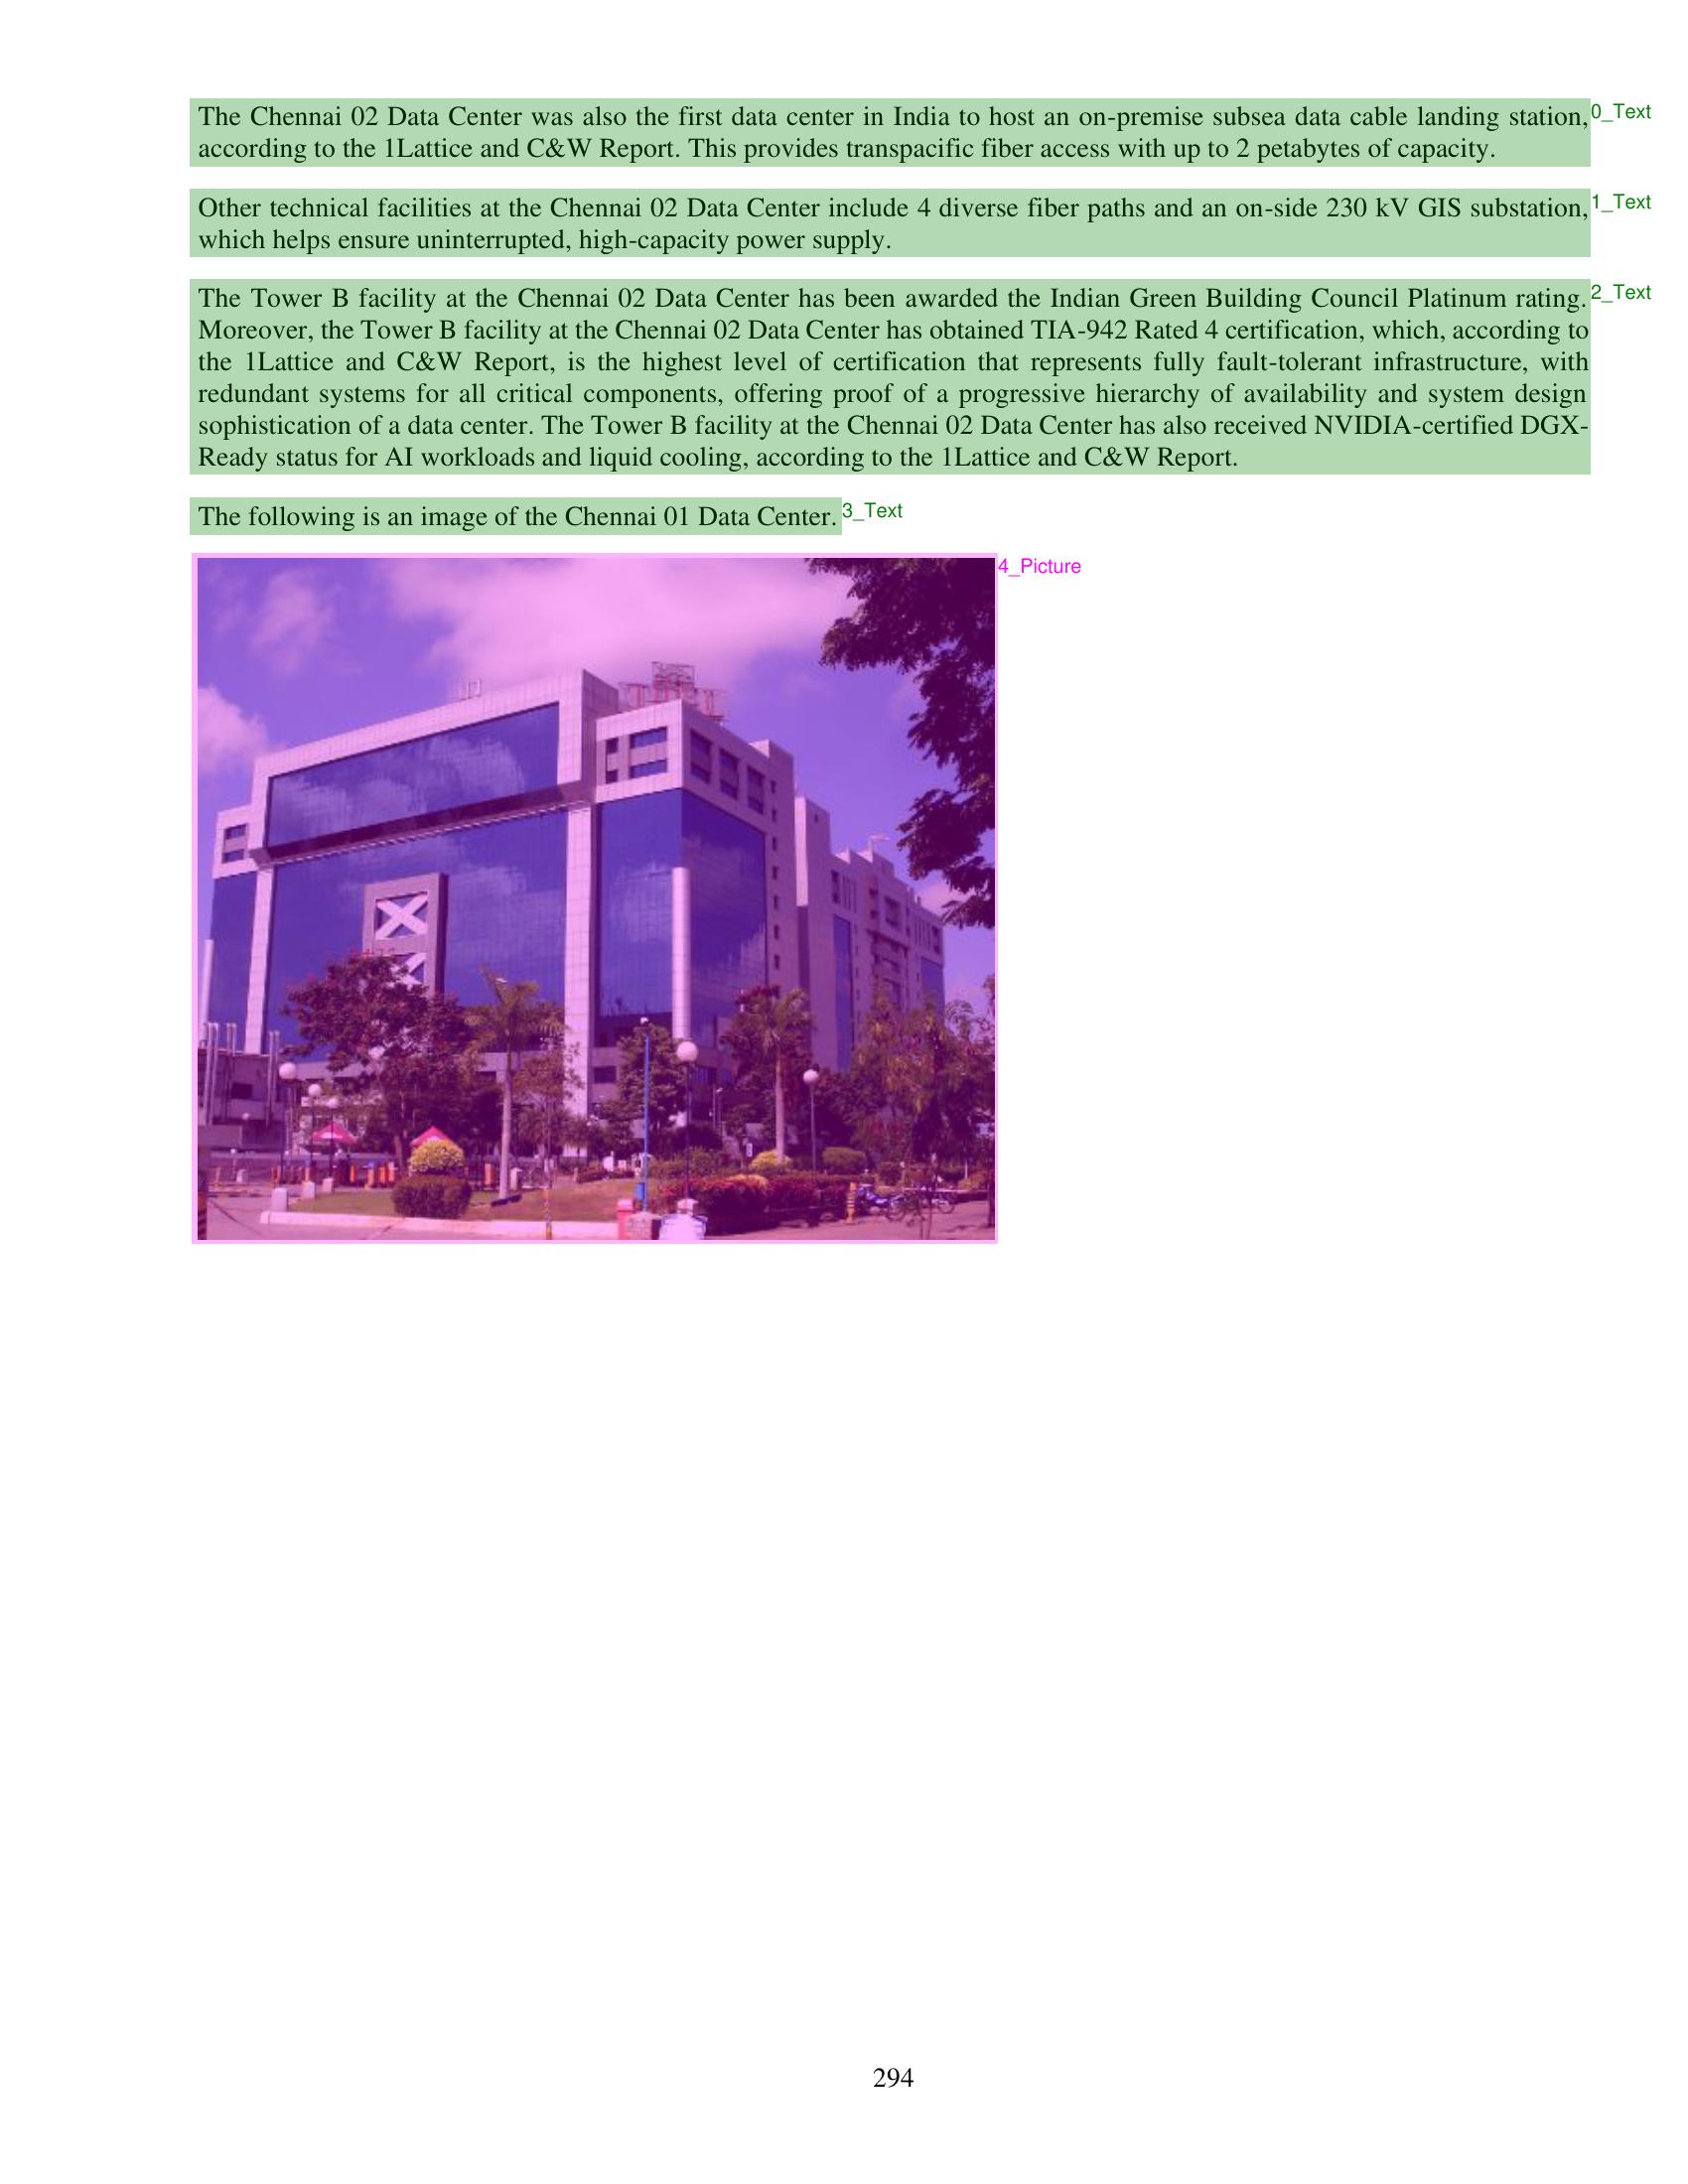 The Chennai 02 Data Center was also the first data center in India to host an on-premise subsea data cable landing station,
0_Text
according to the 1Lattice and C&W Report. This provides transpacific fiber access with up to 2 petabytes of capacity.
Other technical facilities at the Chennai 02 Data Center include 4 diverse fiber paths and an on-side 230 kV GIS substation,
1_Text
which helps ensure uninterrupted, high-capacity power supply.
The Tower B facility at the Chennai 02 Data Center has been awarded the Indian Green Building Council Platinum rating.
2_Text
Moreover, the Tower B facility at the Chennai 02 Data Center has obtained TIA-942 Rated 4 certification, which, according to
the 1Lattice and C&W Report, is the highest level of certification that represents fully fault-tolerant infrastructure, with
redundant systems for all critical components, offering proof of a progressive hierarchy of availability and system design
sophistication of a data center. The Tower B facility at the Chennai 02 Data Center has also received NVIDIA-certified DGX-
Ready status for AI workloads and liquid cooling, according to the 1Lattice and C&W Report.
The following is an image of the Chennai 01 Data Center.
3_Text
4_Picture
294